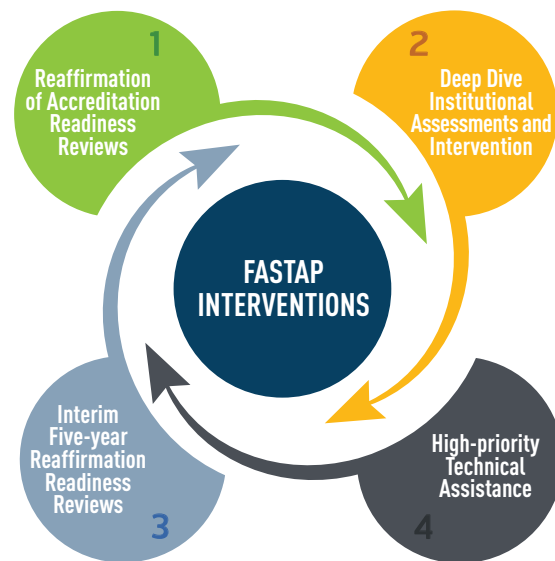 1
Reaffirmation
of Accreditation
Readiness
Reviews
2
Deep Dive
Institutional
Assessments and
Intervention
FASTAP
INTERVENTIONS
Interim
Five-year
Reaffirmation
Readiness
Reviews
3
High-priority
Technical
Assistance
4